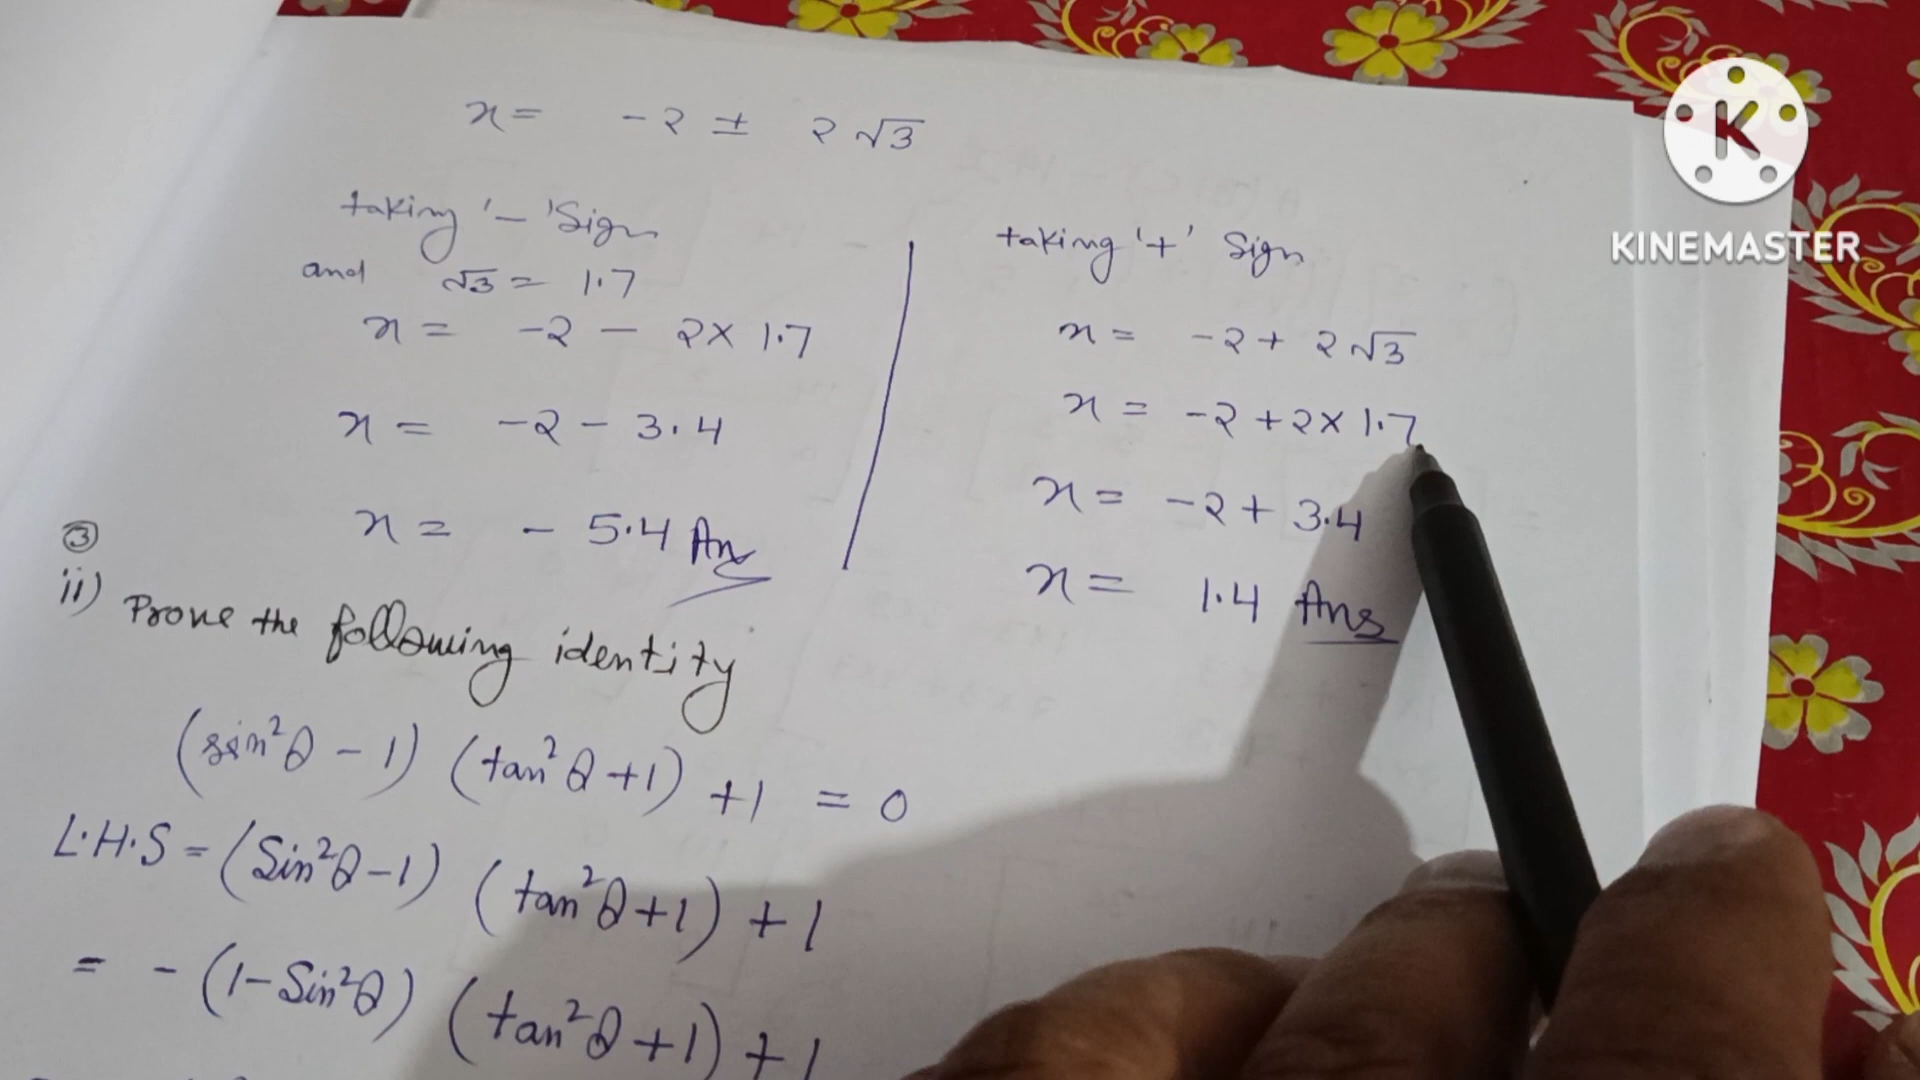 x = -2 ± 2√3
taking '-' Sign
and √3 = 1.7
x = -2 - 2x 1.7
x = -2 - 3.4
x = - 5.4 Ans
taking '+' Sign
x = -2 + 2√3
x = -2 + 2x 1.7
x = -2 + 3.4
x = 1.4 Ans
③
ii) Prove the following identity
(sin²θ - 1) (tan²θ + 1) + 1 = 0
L.H.S = (Sin²θ - 1) (tan²θ + 1) + 1
= - (1 - Sin²θ) (tan²θ + 1) + 1
K
KINEMASTER